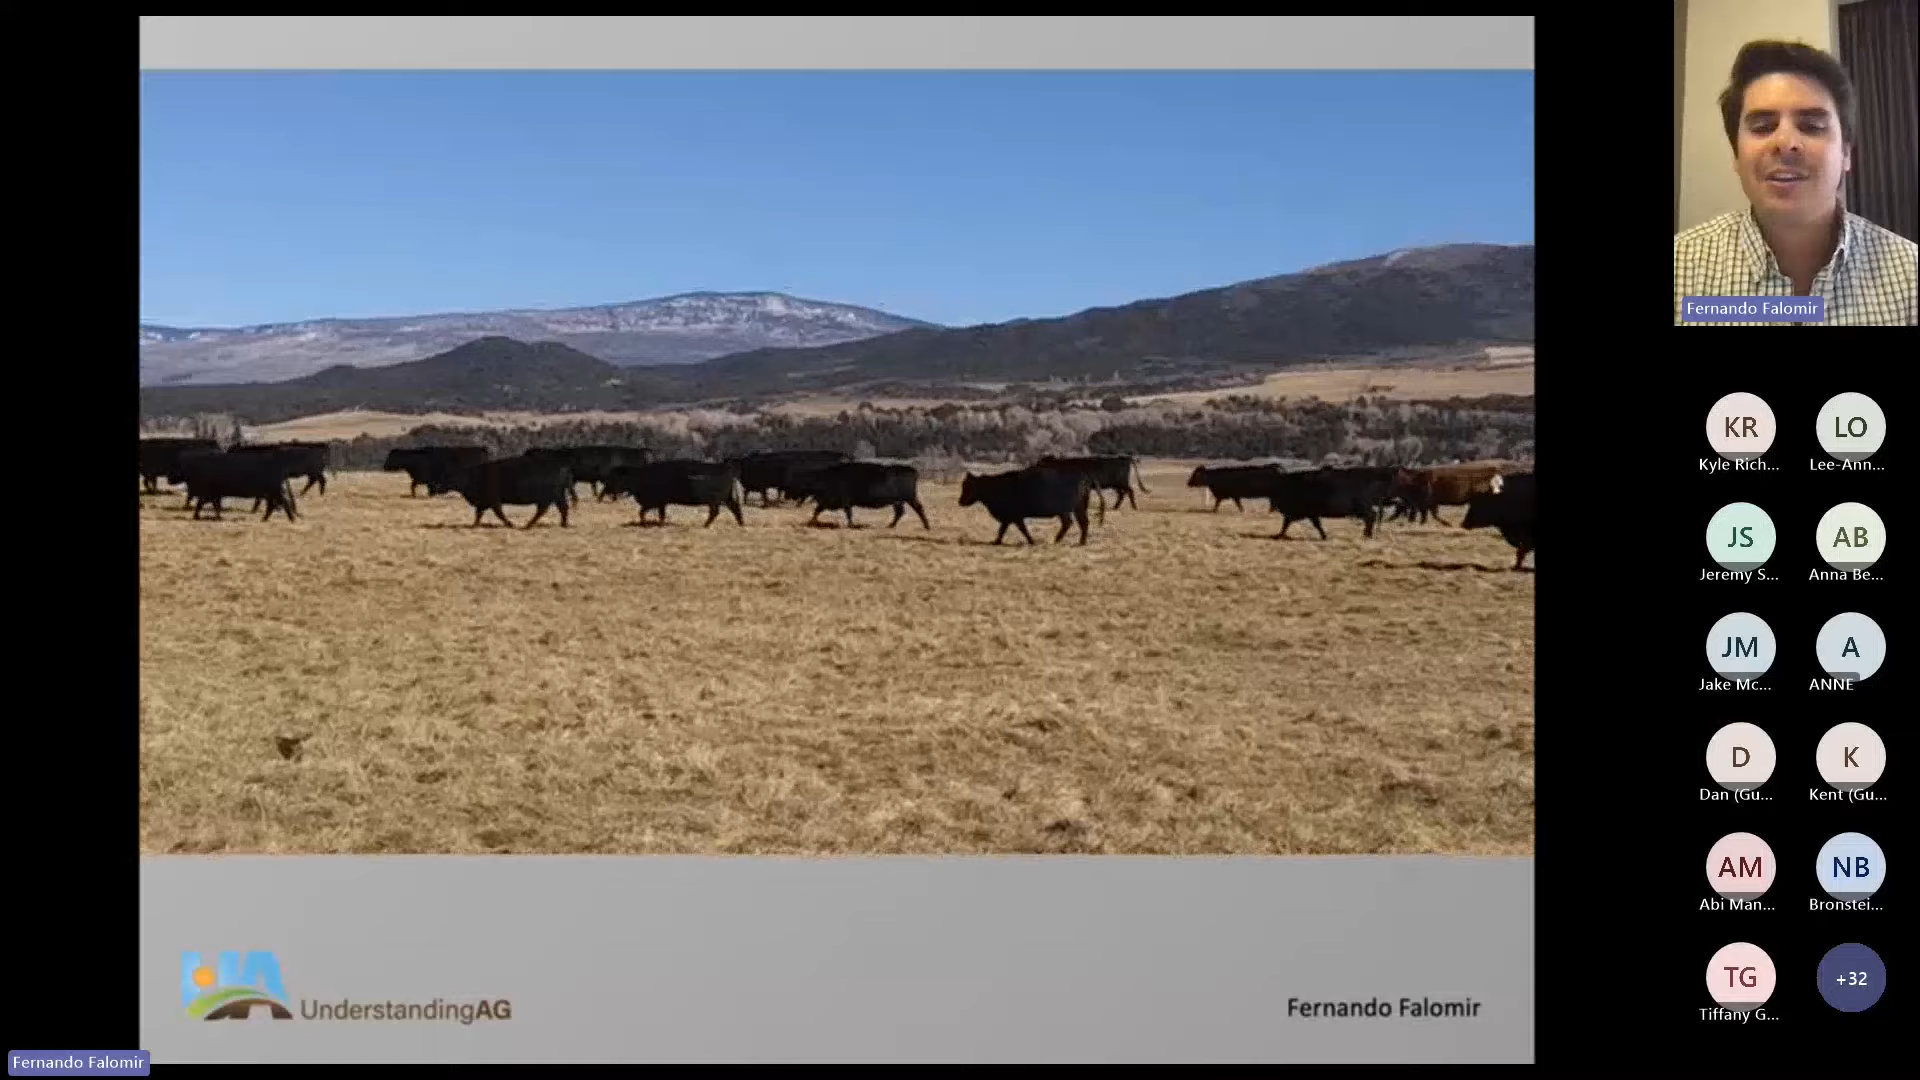 Fernando Falomir
KR
Kyle Rich...
LO
Lee-Ann...
JS
Jeremy S...
AB
Anna Be...
JM
Jake Mc...
A
ANNE
D
Dan (Gu...
K
Kent (Gu...
AM
Abi Man...
NB
Bronstei...
TG
Tiffany G...
+32
UA
UnderstandingAG
Fernando Falomir
Fernando Falomir